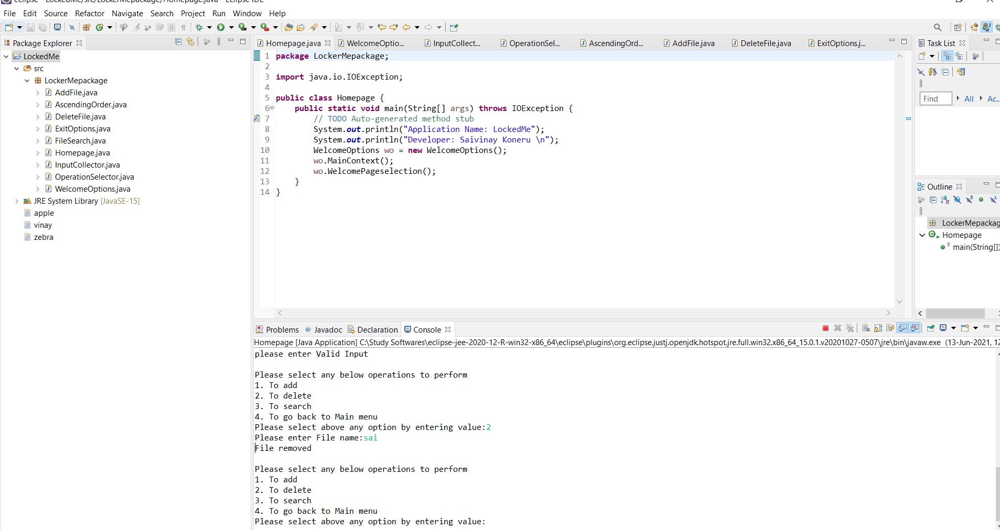 eclipse - LockedMe/src/LockerMepackage/Homepage.java - Eclipse IDE
File Edit Source Refactor Navigate Search Project Run Window Help
Package Explorer
LockedMe
src
LockerMepackage
AddFile.java
AscendingOrder.java
DeleteFile.java
ExitOptions.java
FileSearch.java
Homepage.java
InputCollector.java
OperationSelector.java
WelcomeOptions.java
JRE System Library [JavaSE-15]
apple
vinay
zebra
Homepage.java WelcomeOptio... InputCollect... OperationSel... AscendingOrd... AddFile.java DeleteFile.java ExitOptions.j...
1 package LockerMepackage;
2
3 import java.io.IOException;
4
5 public class Homepage {
6 public static void main(String[] args) throws IOException {
7 // TODO Auto-generated method stub
8 System.out.println("Application Name: LockedMe");
9 System.out.println("Developer: Saivinay Koneru \n");
10 WelcomeOptions wo = new WelcomeOptions();
11 wo.MainContext();
12 wo.WelcomePageselection();
13 }
14 }
Task List
Find All Ac...
Outline
LockerMepackag
Homepage
main(String[])
Problems @ Javadoc Declaration Console
Homepage [Java Application] C:\Study Softwares\eclipse-jee-2020-12-R-win32-x86_64\eclipse\plugins\org.eclipse.justj.openjdk.hotspot.jre.full.win32.x86_64_15.0.1.v20201027-0507\jre\bin\javaw.exe (13-Jun-2021, 12
please enter Valid Input
Please select any below operations to perform
1. To add
2. To delete
3. To search
4. To go back to Main menu
Please select above any option by entering value:2
Please enter File name:sai
File removed
Please select any below operations to perform
1. To add
2. To delete
3. To search
4. To go back to Main menu
Please select above any option by entering value: